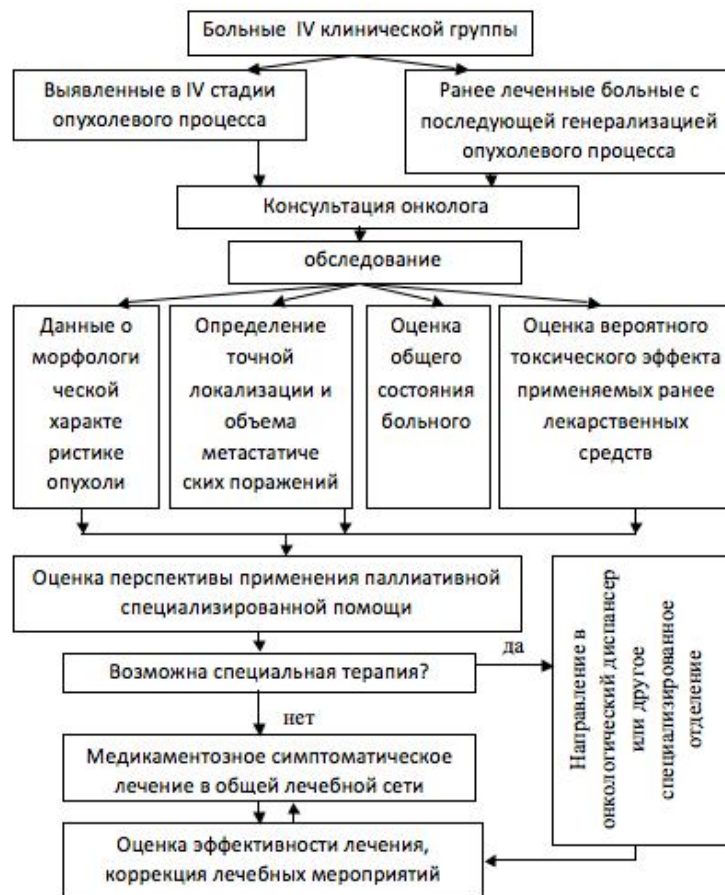 Больные IV клинической группы
Выявленные в IV стадии
опухолевого процесса
Ранее леченные больные с
последующей генерализацией
опухолевого процесса
Консультация онколога
обследование
Данные о
морфологи
ческой
характе
ристике
опухоли
Определение
точной
локализации и
объема
метастатиче
ских поражений
Оценка
общего
состояния
больного
Оценка вероятного
токсического эффекта
применяемых ранее
лекарственных
средств
Оценка перспективы применения паллиативной
специализированной помощи
Возможна специальная терапия?
да
Направление в
онкологический диспансер
или другое
специализированное
отделение
нет
Медикаментозное симптоматическое
лечение в общей лечебной сети
Оценка эффективности лечения,
коррекция лечебных мероприятий